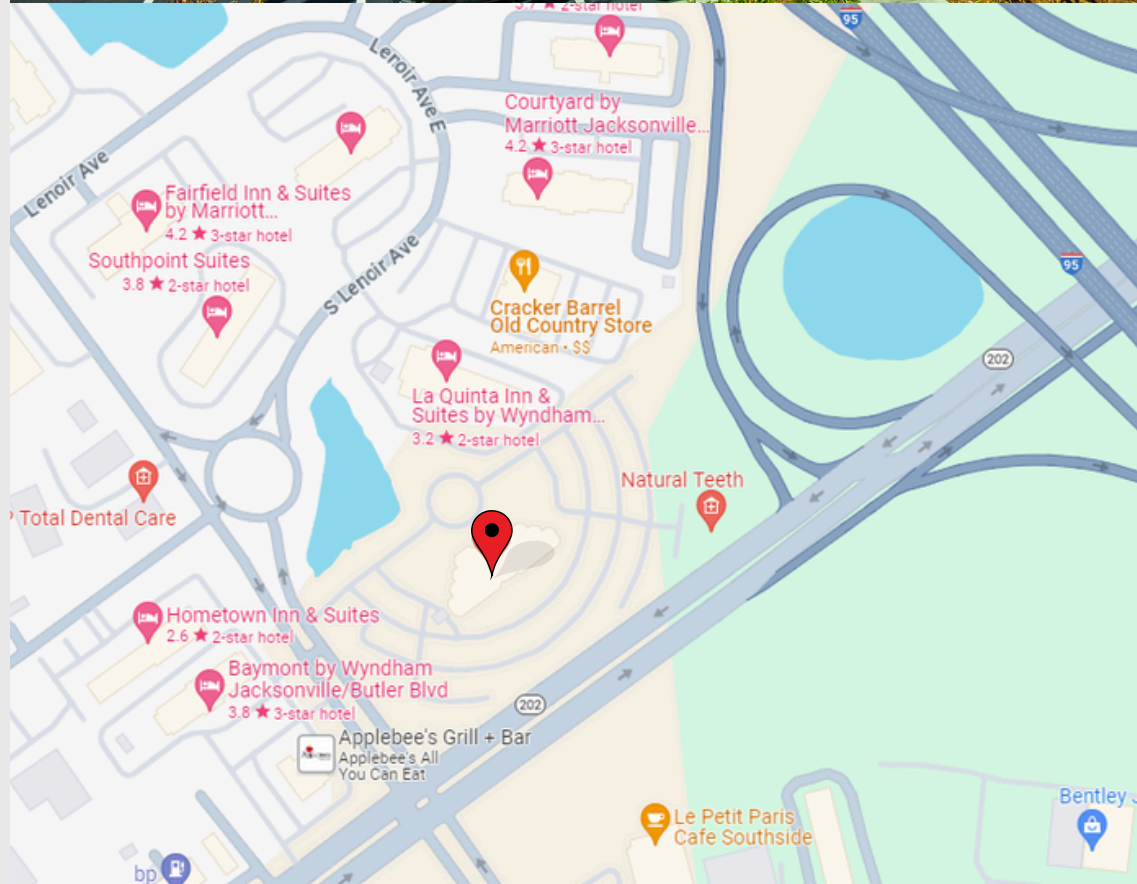 3.7 ★ 2-star hotel
95
Lenoir Ave E
Courtyard by
Marriott Jacksonville...
4.2 ★ 3-star hotel
Lenoir Ave
Fairfield Inn & Suites
by Marriott...
4.2 ★ 3-star hotel
Southpoint Suites
3.8 ★ 2-star hotel
S Lenoir Ave
95
Cracker Barrel
Old Country Store
American • $$
202
La Quinta Inn &
Suites by Wyndham...
3.2 ★ 2-star hotel
Natural Teeth
Total Dental Care
Hometown Inn & Suites
2.6 ★ 2-star hotel
Baymont by Wyndham
Jacksonville/Butler Blvd
3.8 ★ 3-star hotel
202
Applebee's Grill + Bar
Applebee's All
You Can Eat
Bentley
Le Petit Paris
Cafe Southside
bp